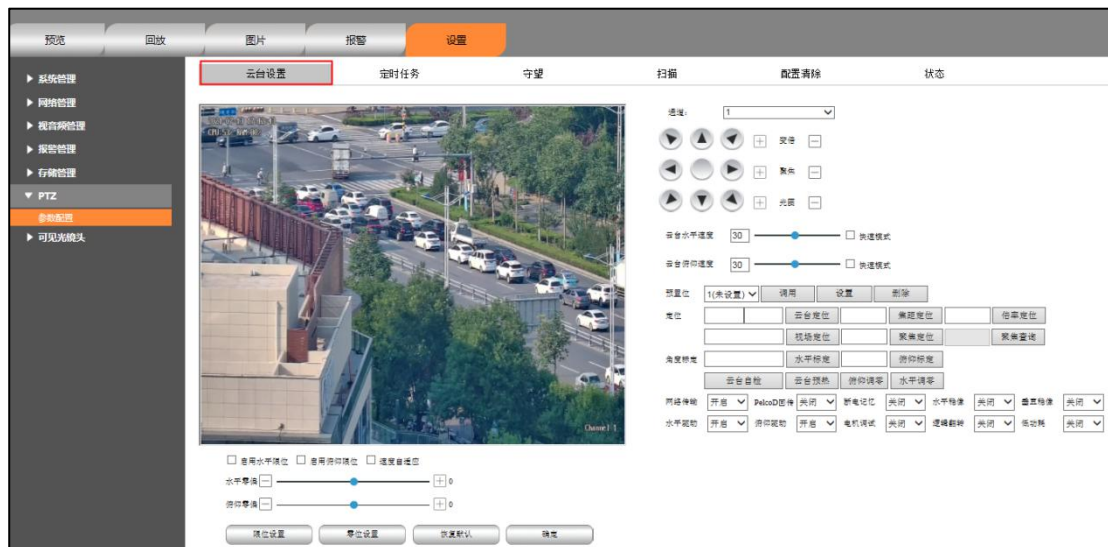 预览 回放 图片 报警 设置
云台设置 定时任务 守望 扫描 配置清除 状态
系统管理
网络管理
视音频管理
报警管理
存储管理
PTZ
参数配置
可见光镜头
Channel-1
启用水平限位 启用俯仰限位 速度自适应
水平零偏 0
俯仰零偏 0
限位设置 零位设置 恢复默认 确定
通道: 1
变倍
聚焦
光圈
云台水平速度 30 快速模式
云台俯仰速度 30 快速模式
预置位 1(未设置) 调用 设置 删除
定位 云台定位 焦距定位 倍率定位
视场定位 聚焦定位 聚焦查询
角度标定 水平标定 俯仰标定
云台自检 云台预热 俯仰调零 水平调零
网络传输 开启 PelcoD回传 关闭 断电记忆 关闭 水平稳像 关闭 垂直稳像 关闭
水平驱动 开启 俯仰驱动 开启 电机调试 关闭 逻辑翻转 关闭 低功耗 关闭